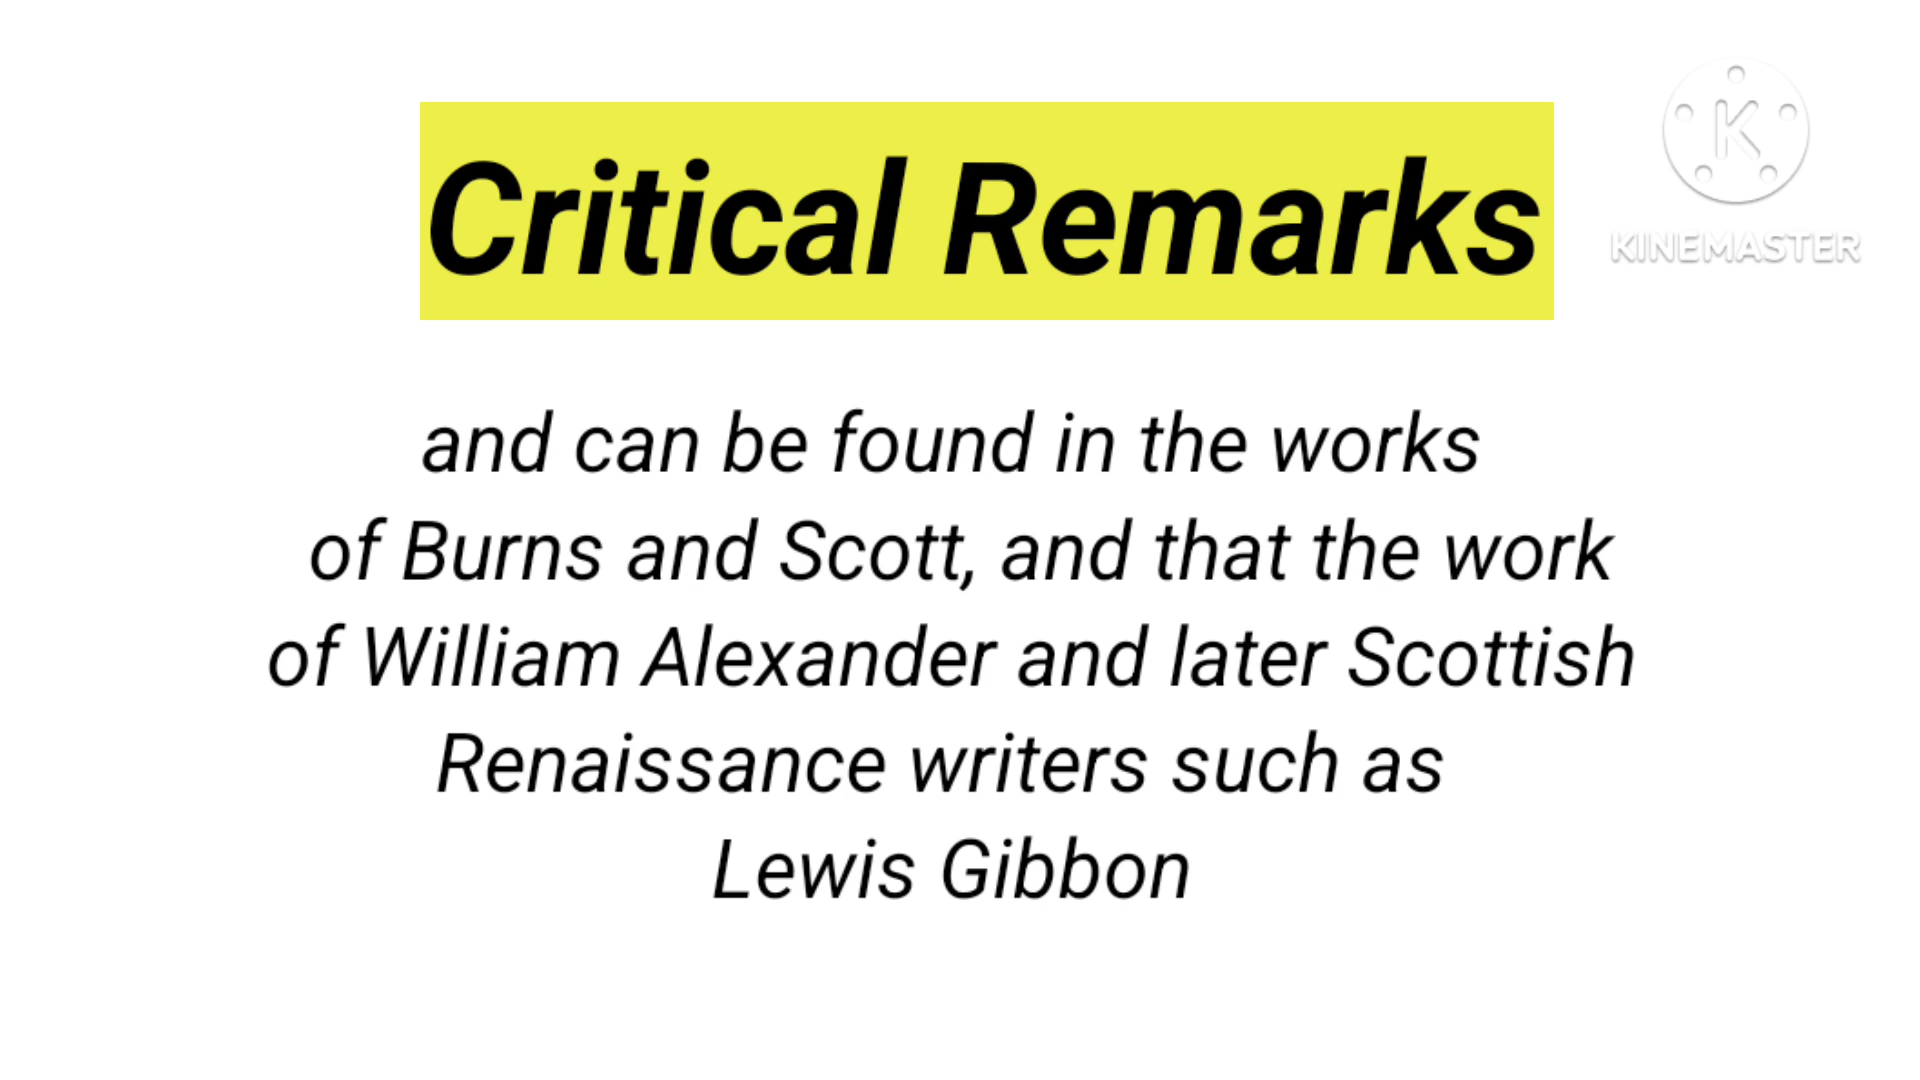 Critical Remarks
K
KINEMASTER
and can be found in the works
of Burns and Scott, and that the work
of William Alexander and later Scottish
Renaissance writers such as
Lewis Gibbon